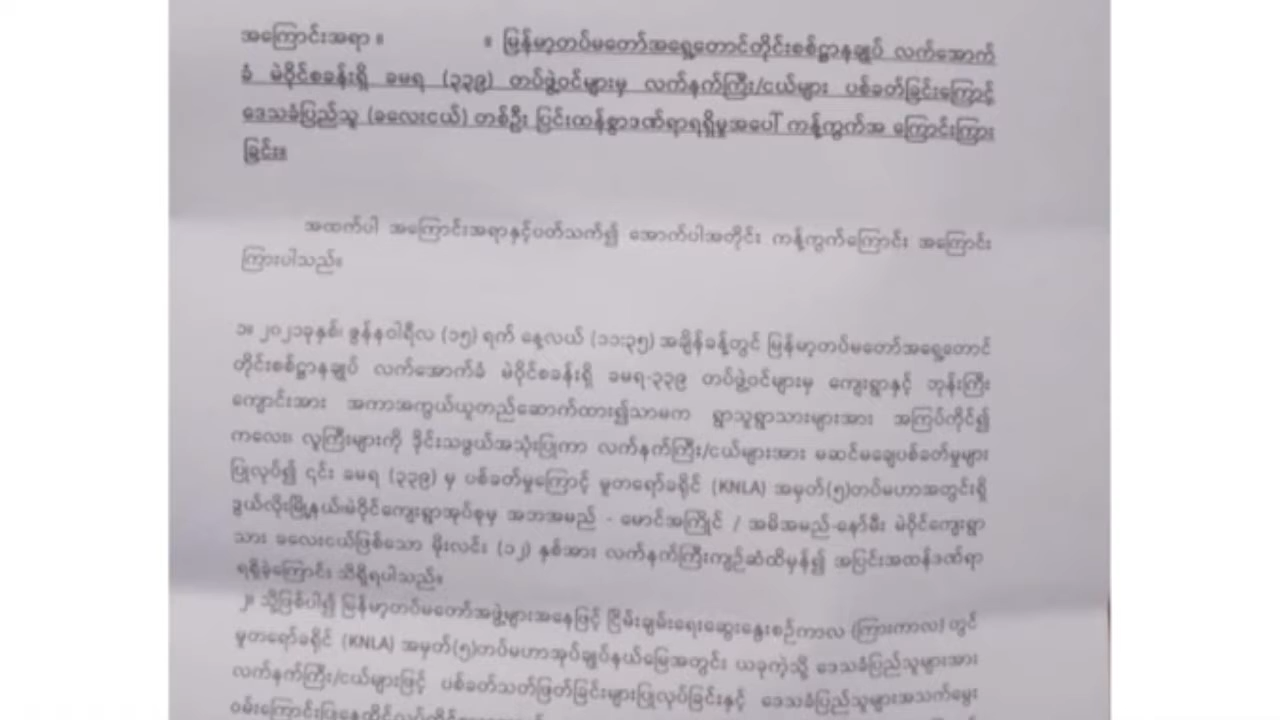 အကြောင်းအရာ ။ ။ မြန်မာ့တပ်မတော်အရှေ့တောင်တိုင်းစစ်ဌာနချုပ် လက်အောက်
ခံ မဲဝိုင်စခန်းရှိ ခမရ (၃၃၉) တပ်ဖွဲ့ဝင်များမှ လက်နက်ကြီး/ငယ်များ ပစ်ခတ်ခြင်းကြောင့်
ဒေသခံပြည်သူ (ခလေးငယ်) တစ်ဦး ပြင်းထန်စွာဒဏ်ရာရရှိမှုအပေါ် ကန့်ကွက်အ ကြောင်းကြား
ခြင်း။
အထက်ပါ အကြောင်းအရာနှင့်ပတ်သက်၍ အောက်ပါအတိုင်း ကန့်ကွက်ကြောင်း အကြောင်း
ကြားပါသည်။
၁။ ၂၀၂၁ခုနှစ်၊ ဇွန်နဝါရီလ (၁၅) ရက် နေ့လယ် (၁၁:၃၅) အချိန်ခန့်တွင် မြန်မာ့တပ်မတော်အရှေ့တောင်
တိုင်းစစ်ဌာနချုပ် လက်အောက်ခံ မဲဝိုင်စခန်းရှိ ခမရ-၃၃၉ တပ်ဖွဲ့ဝင်များမှ ကျေးရွာနှင့် ဘုန်းကြီး
ကျောင်းအား အကာအကွယ်ယူတည်ဆောက်ထား၍သာမက ရွာသူရွာသားများအား အကြပ်ကိုင်၍
ကလေး၊ လူကြီးများကို ဒိုင်းသဖွယ်အသုံးပြုကာ လက်နက်ကြီး/ငယ်များအား မဆင်မချေပစ်ခတ်မှုများ
ပြုလုပ်၍ ၎င်း ခမရ (၃၃၉) မှ ပစ်ခတ်မှုကြောင့် မူတရော်ခရိုင် (KNLA) အမှတ်(၅)တပ်မဟာအတွင်းရှိ
ဒွယ်လိုးမြို့နယ်၊မဲဝိုင်ကျေးရွာအုပ်စုမှ အဘအမည် - မောင်အကြိုင် / အမိအမည်-နော်မီး မဲဝိုင်ကျေးရွာ
သား ခလေးငယ်ဖြစ်သော မိုးလင်း (၁၂) နှစ်အား လက်နက်ကြီးကျဉ်ဆံထိမှန်၍ အပြင်းအထန်ဒဏ်ရာ
ရရှိခဲ့ကြောင်း သိရှိရပါသည်။
၂။ သို့ဖြစ်ပါ၍ မြန်မာ့တပ်မတော်အဖွဲ့များအနေဖြင့် ငြိမ်းချမ်းရေးဆွေးနွေးစဉ်ကာလ (ကြားကာလ) တွင်
မူတရော်ခရိုင် (KNLA) အမှတ်(၅)တပ်မဟာအုပ်ချုပ်နယ်မြေအတွင်း ယခုကဲ့သို့ ဒေသခံပြည်သူများအား
လက်နက်ကြီး/ငယ်များဖြင့် ပစ်ခတ်သတ်ဖြတ်ခြင်းများပြုလုပ်ခြင်းနှင့် ဒေသခံပြည်သူများအသက်မွေး